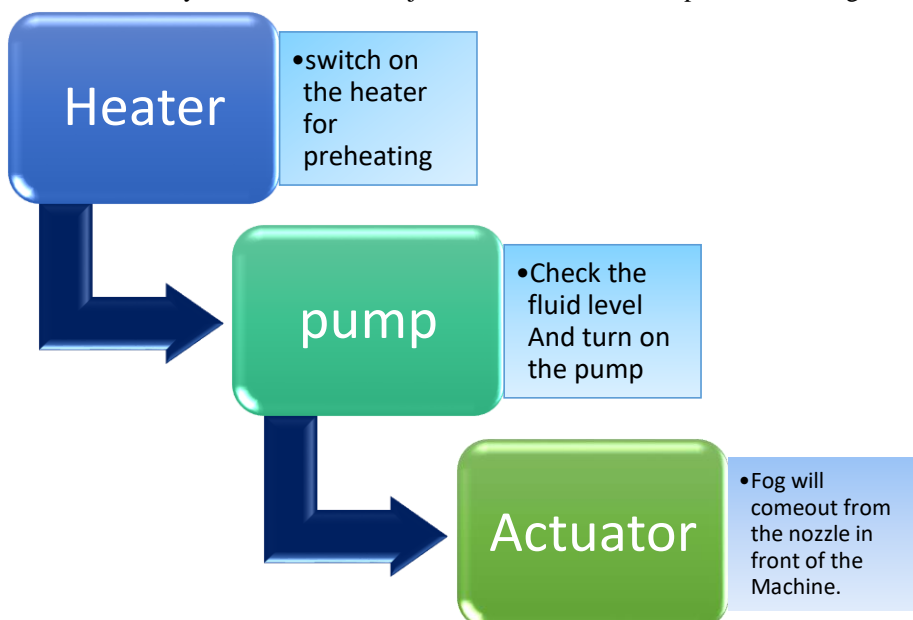 Heater
•switch on
the heater
for
preheating
pump
•Check the
fluid level
And turn on
the pump
Actuator
•Fog will
comeout from
the nozzle in
front of the
Machine.